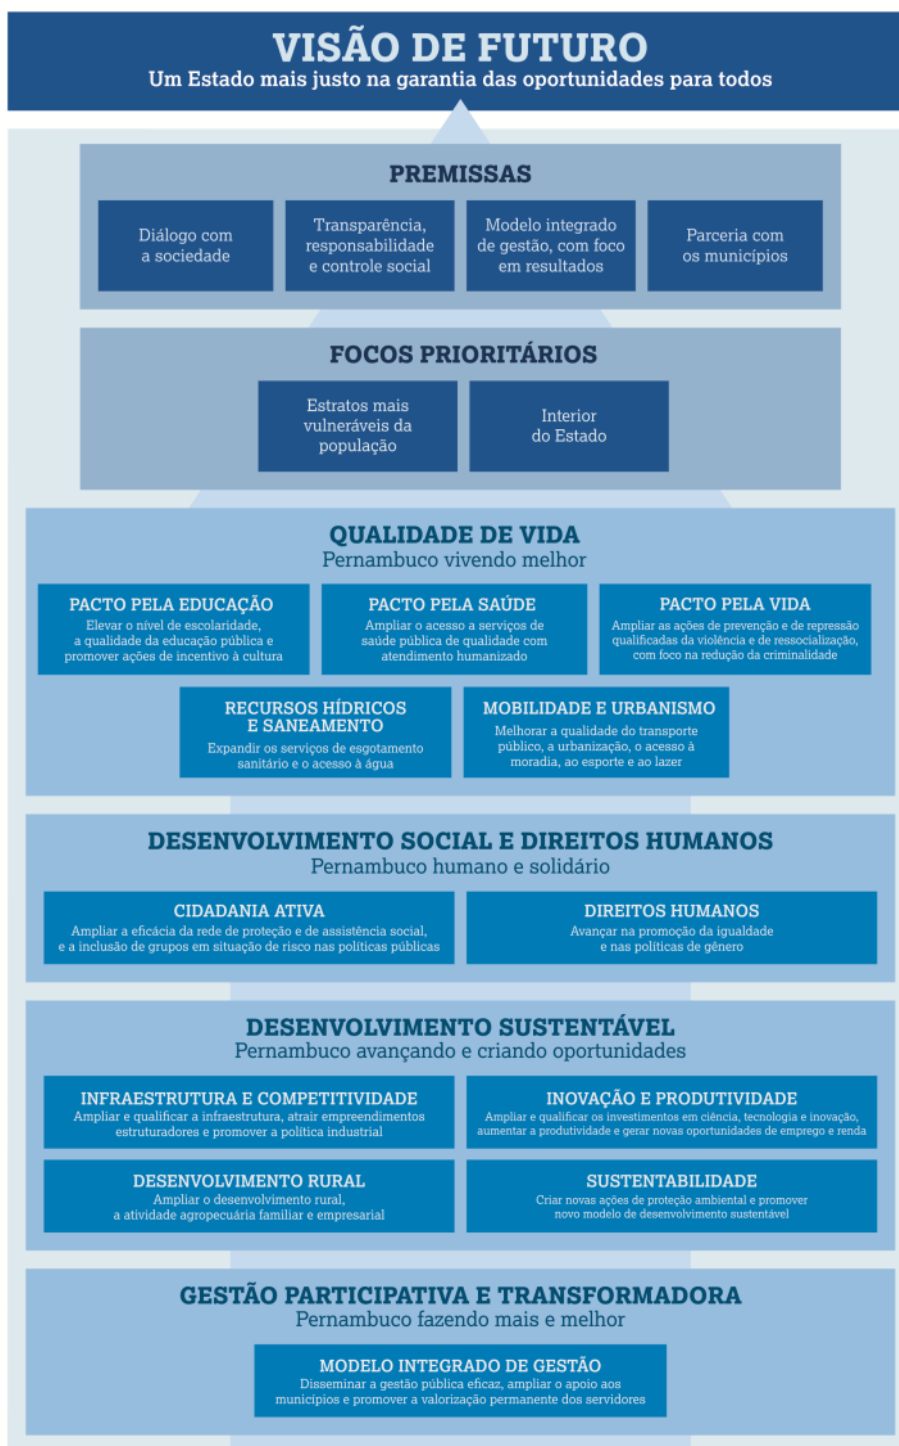 VISÃO DE FUTURO
Um Estado mais justo na garantia das oportunidades para todos
PREMISSAS
Diálogo com
a sociedade
Transparência,
responsabilidade
e controle social
Modelo integrado
de gestão, com foco
em resultados
Parceria com
os municípios
FOCOS PRIORITÁRIOS
Estratos mais
vulneráveis da
população
Interior
do Estado
QUALIDADE DE VIDA
Pernambuco vivendo melhor
PACTO PELA EDUCAÇÃO
Elevar o nível de escolaridade,
a qualidade da educação pública e
promover ações de incentivo à cultura
PACTO PELA SAÚDE
Ampliar o acesso a serviços de
saúde pública de qualidade com
atendimento humanizado
PACTO PELA VIDA
Ampliar as ações de prevenção e de repressão
qualificadas da violência e de ressocialização,
com foco na redução da criminalidade
RECURSOS HÍDRICOS
E SANEAMENTO
Expandir os serviços de esgotamento
sanitário e o acesso à água
MOBILIDADE E URBANISMO
Melhorar a qualidade do transporte
público, a urbanização, o acesso à
moradia, ao esporte e ao lazer
DESENVOLVIMENTO SOCIAL E DIREITOS HUMANOS
Pernambuco humano e solidário
CIDADANIA ATIVA
Ampliar a eficácia da rede de proteção e de assistência social,
e a inclusão de grupos em situação de risco nas políticas públicas
DIREITOS HUMANOS
Avançar na promoção da igualdade
e nas políticas de gênero
DESENVOLVIMENTO SUSTENTÁVEL
Pernambuco avançando e criando oportunidades
INFRAESTRUTURA E COMPETITIVIDADE
Ampliar e qualificar a infraestrutura, atrair empreendimentos
estruturadores e promover a política industrial
INOVAÇÃO E PRODUTIVIDADE
Ampliar e qualificar os investimentos em ciência, tecnologia e inovação,
aumentar a produtividade e gerar novas oportunidades de emprego e renda
DESENVOLVIMENTO RURAL
Ampliar o desenvolvimento rural,
a atividade agropecuária familiar e empresarial
SUSTENTABILIDADE
Criar novas ações de proteção ambiental e promover
novo modelo de desenvolvimento sustentável
GESTÃO PARTICIPATIVA E TRANSFORMADORA
Pernambuco fazendo mais e melhor
MODELO INTEGRADO DE GESTÃO
Disseminar a gestão pública eficaz, ampliar o apoio aos
municípios e promover a valorização permanente dos servidores